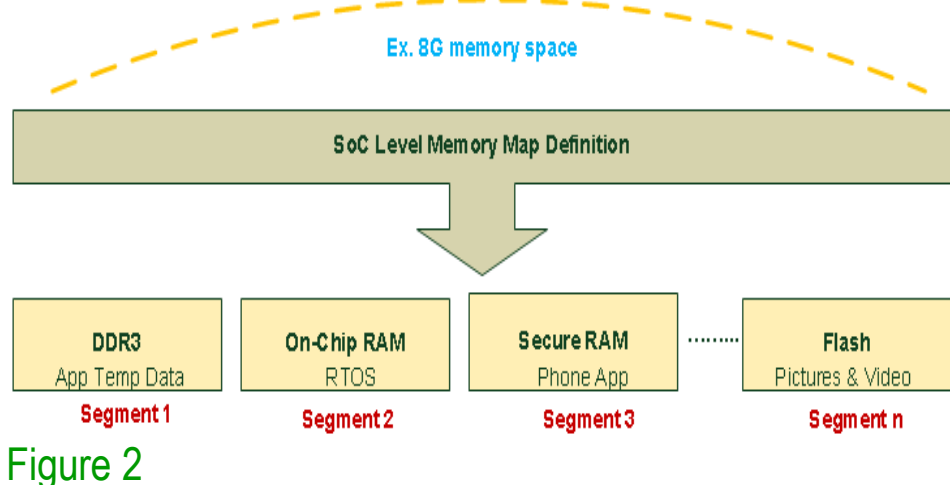 Ex. 8G memory space
SoC Level Memory Map Definition
DDR3
App Temp Data
Segment 1
On-Chip RAM
RTOS
Segment 2
Secure RAM
Phone App
Segment 3
.........
Flash
Pictures & Video
Segment n
Figure 2